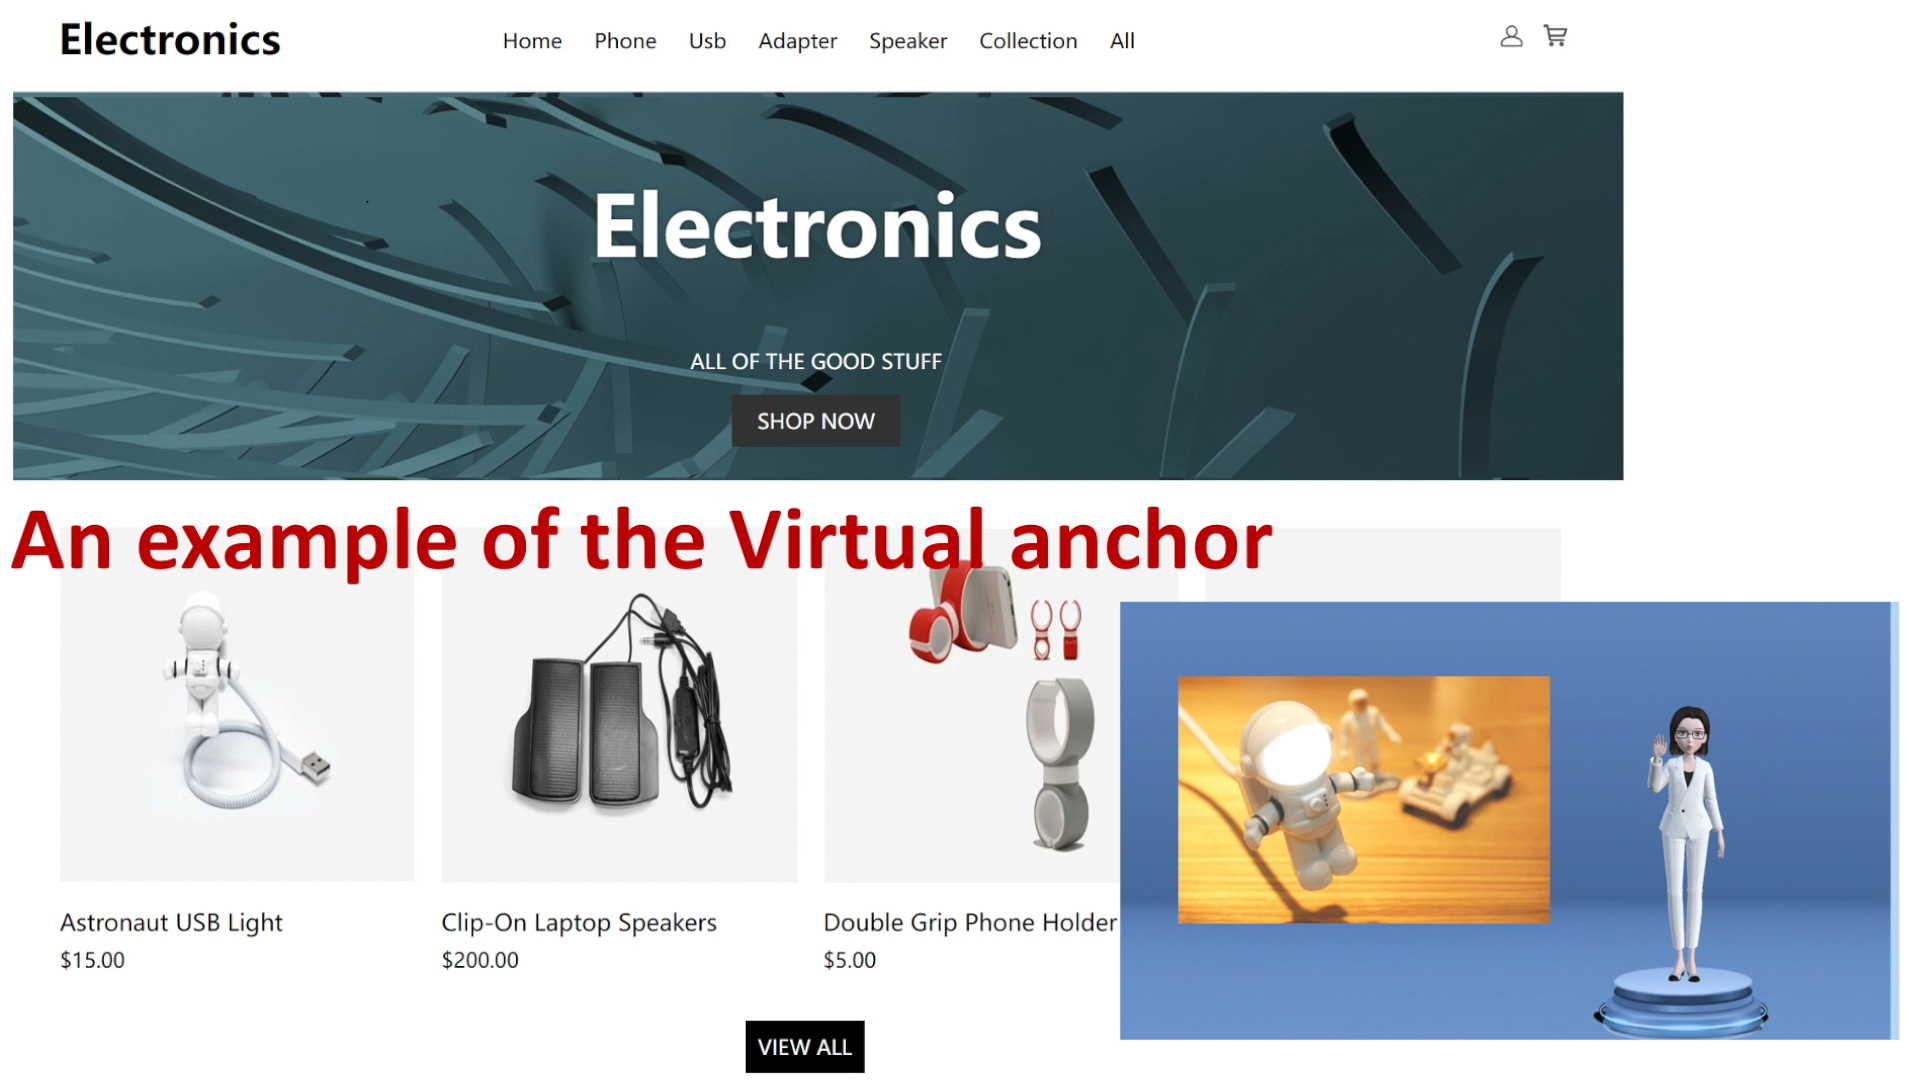 Electronics
Home Phone Usb Adapter Speaker Collection All
Electronics
ALL OF THE GOOD STUFF
SHOP NOW
An example of the Virtual anchor
Astronaut USB Light
$15.00
Clip-On Laptop Speakers
$200.00
Double Grip Phone Holder
$5.00
VIEW ALL